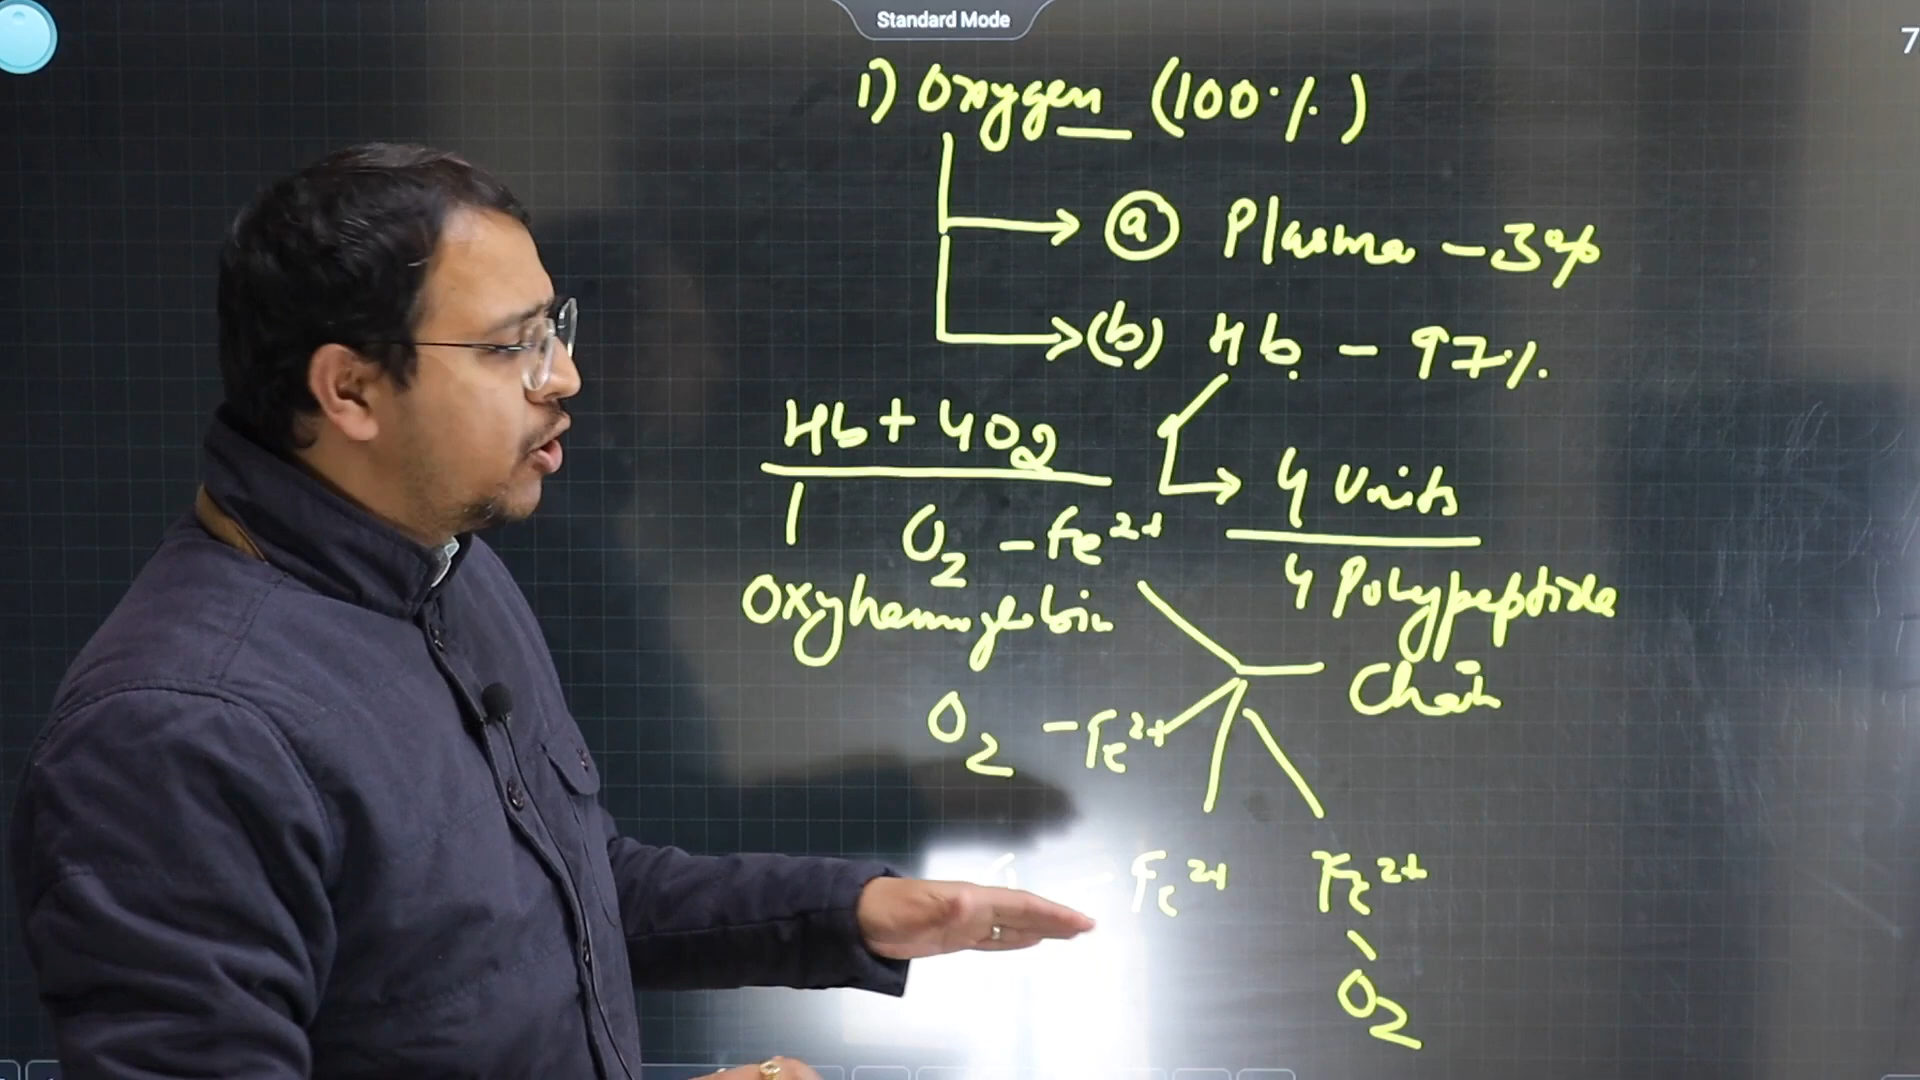 Standard Mode
7
1) Oxygen (100%)
(a) Plasma - 3%
(b) Hb - 97%
Hb + 4O2
4 Units
O2 - Fe2+
4 Polypeptide
Oxyhemoglobin
Chain
O2 - Fe2+
Fe2+ Fe2+
O2